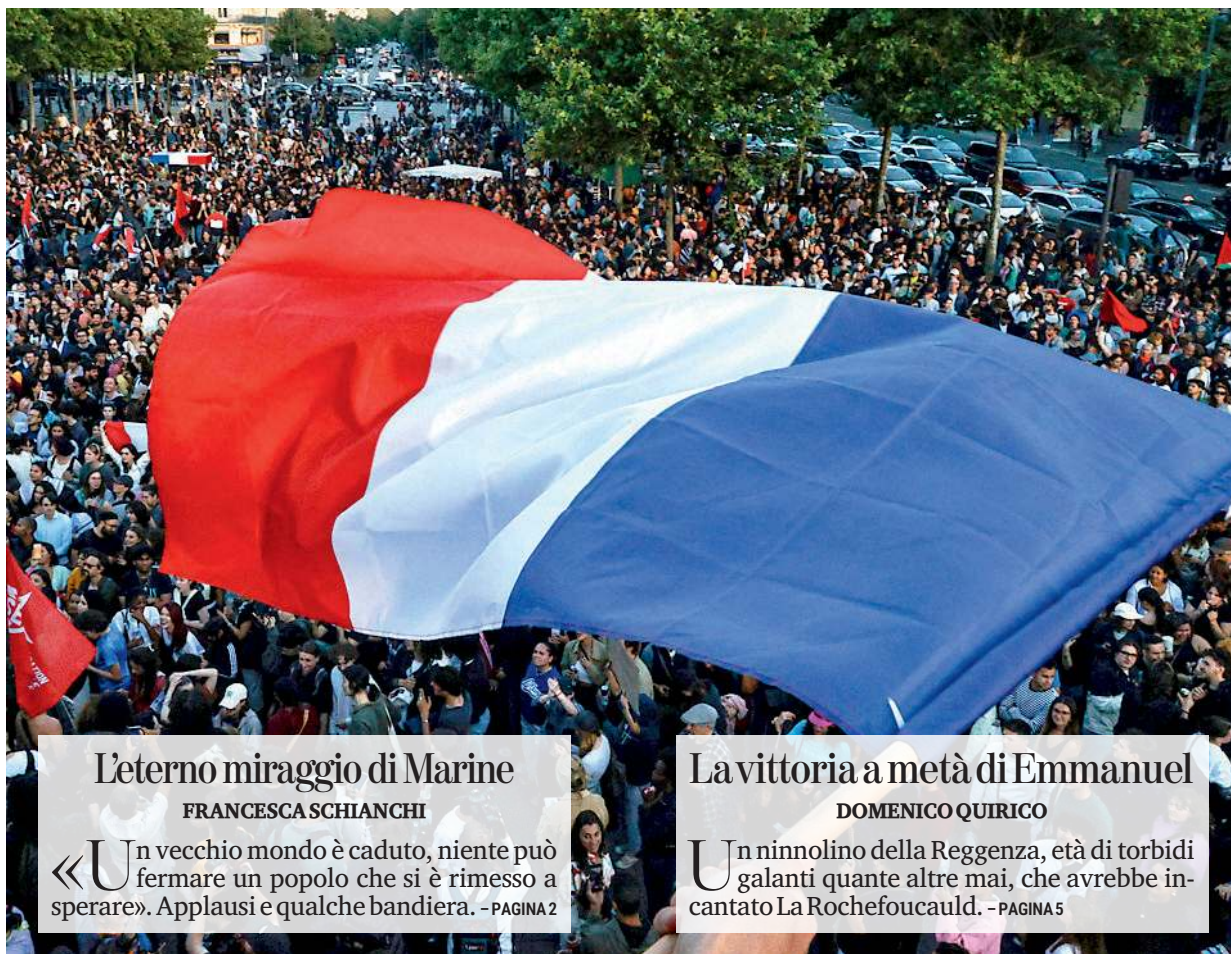 L'eterno miraggio di Marine
FRANCESCA SCHIANCHI
«Un vecchio mondo è caduto, niente può
fermare un popolo che si è rimesso a
sperare». Applausi e qualche bandiera. – PAGINA 2
La vittoria a metà di Emmanuel
DOMENICO QUIRICO
Un ninnolino della Reggenza, età di torbidi
galanti quante altre mai, che avrebbe in-
cantato La Rochefoucauld. – PAGINA 5